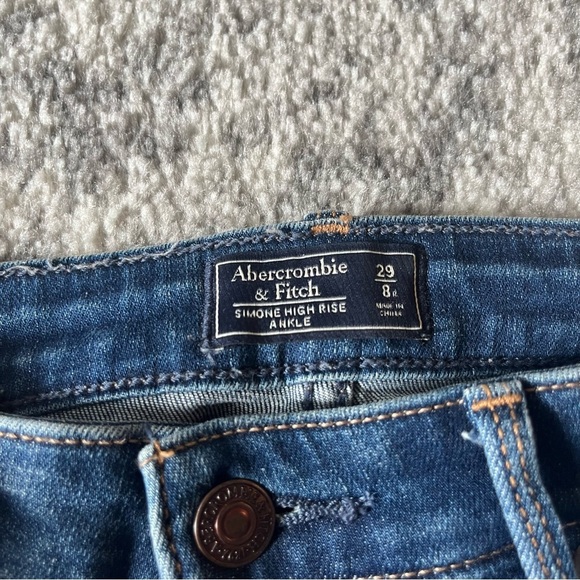 Abercrombie
& Fitch
SIMONE HIGH RISE
ANKLE
29
8R
MADE IN
CHINA